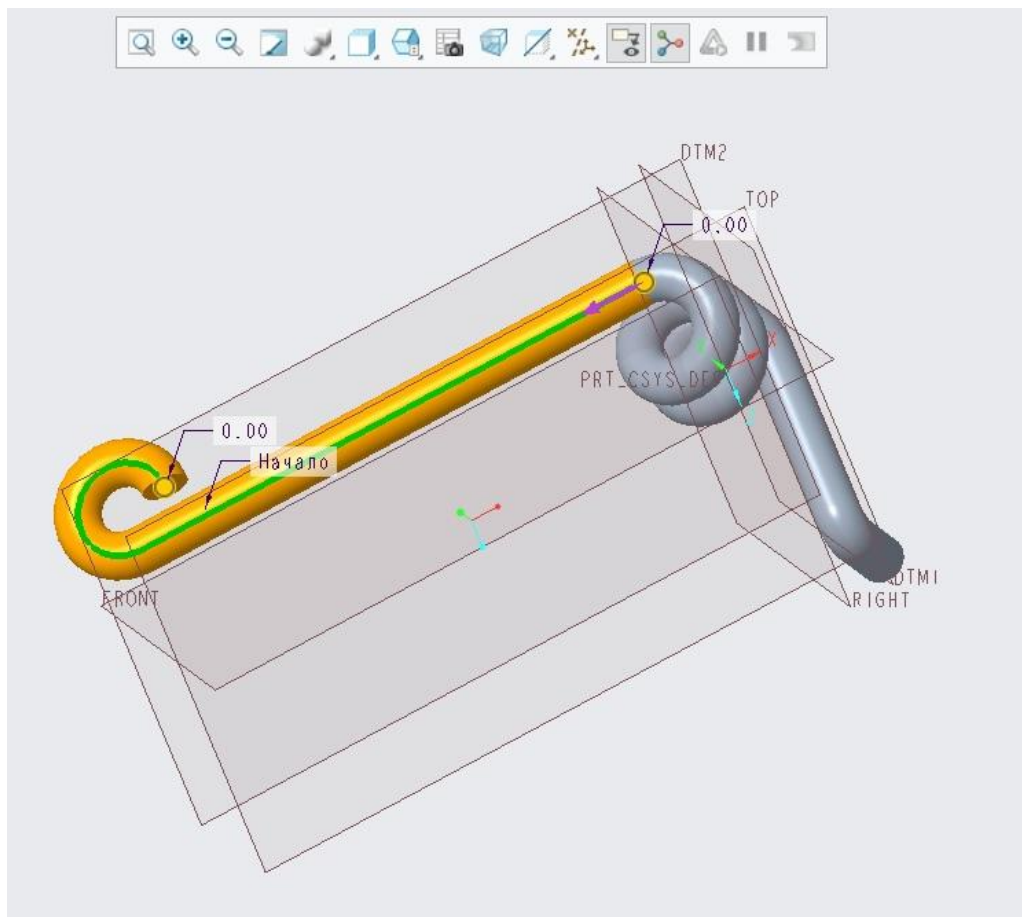 DTM2
TOP
0.00
PRT_CSYS_DEF
0.00
Начало
FRONT
DTM1
RIGHT